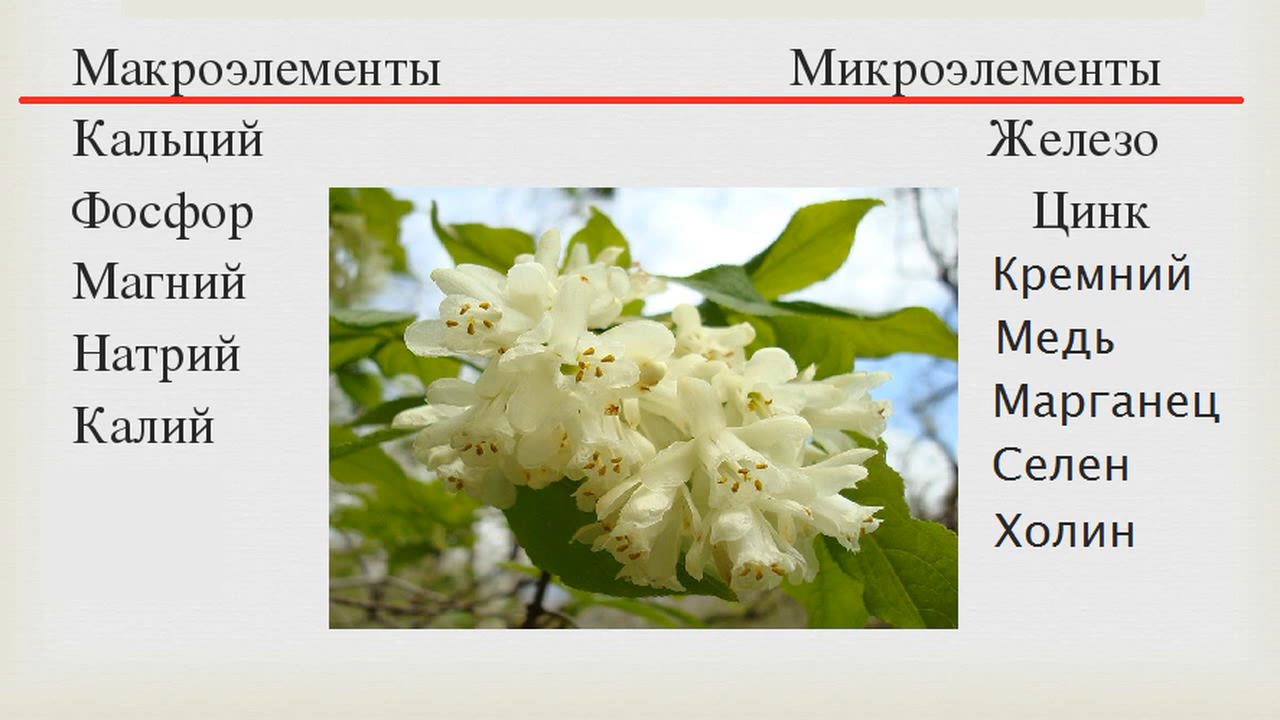 Макроэлементы Микроэлементы
Кальций Железо
Фосфор Цинк
Магний Кремний
Натрий Медь
Калий Марганец
Селен
Холин